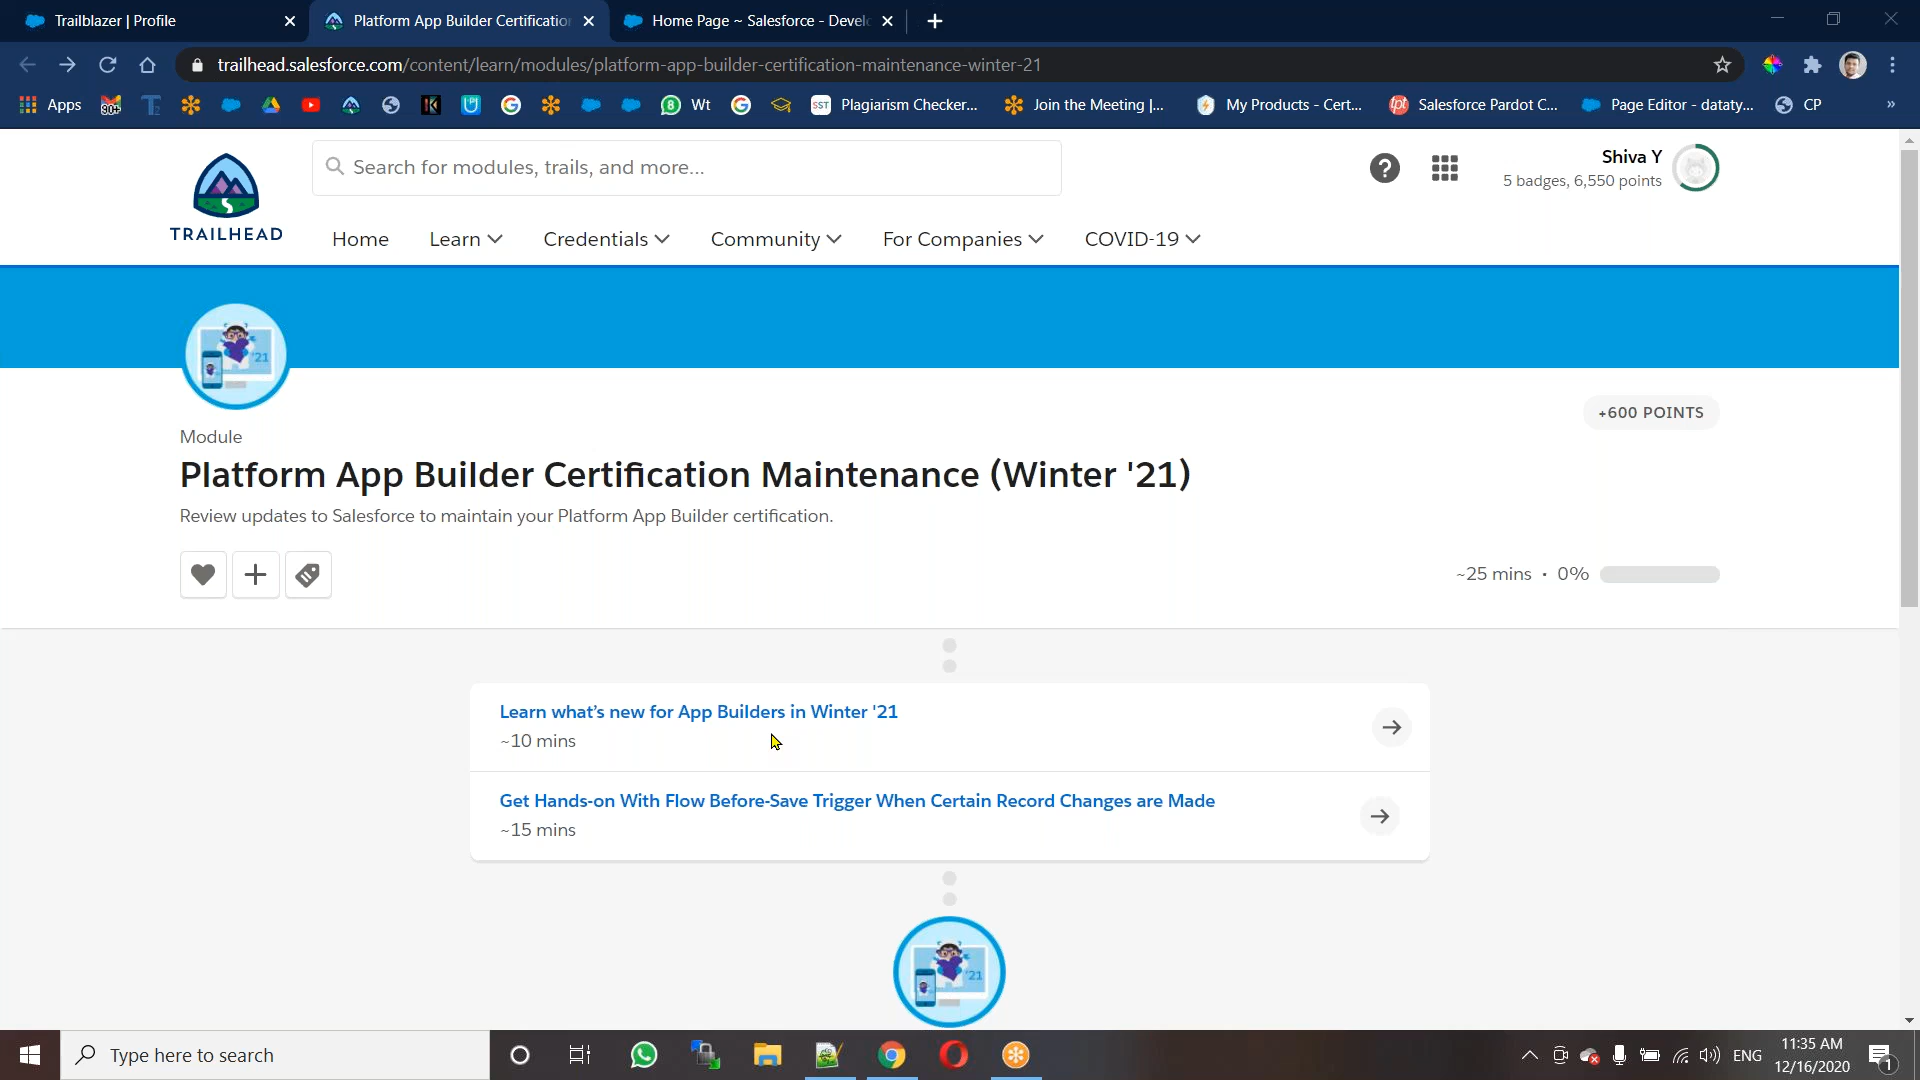 Trailblazer | Profile
Platform App Builder Certification
Home Page ~ Salesforce - Devel
trailhead.salesforce.com/content/learn/modules/platform-app-builder-certification-maintenance-winter-21
Apps
Wt
Plagiarism Checker...
Join the Meeting |...
My Products - Cert...
Salesforce Pardot C...
Page Editor - dataty...
CP
TRAILHEAD
Search for modules, trails, and more...
Shiva Y
5 badges, 6,550 points
Home
Learn
Credentials
Community
For Companies
COVID-19
'21
+600 POINTS
Module
Platform App Builder Certification Maintenance (Winter '21)
Review updates to Salesforce to maintain your Platform App Builder certification.
~25 mins · 0%
Learn what's new for App Builders in Winter '21
~10 mins
Get Hands-on With Flow Before-Save Trigger When Certain Record Changes are Made
~15 mins
'21
Type here to search
ENG
11:35 AM
12/16/2020
1